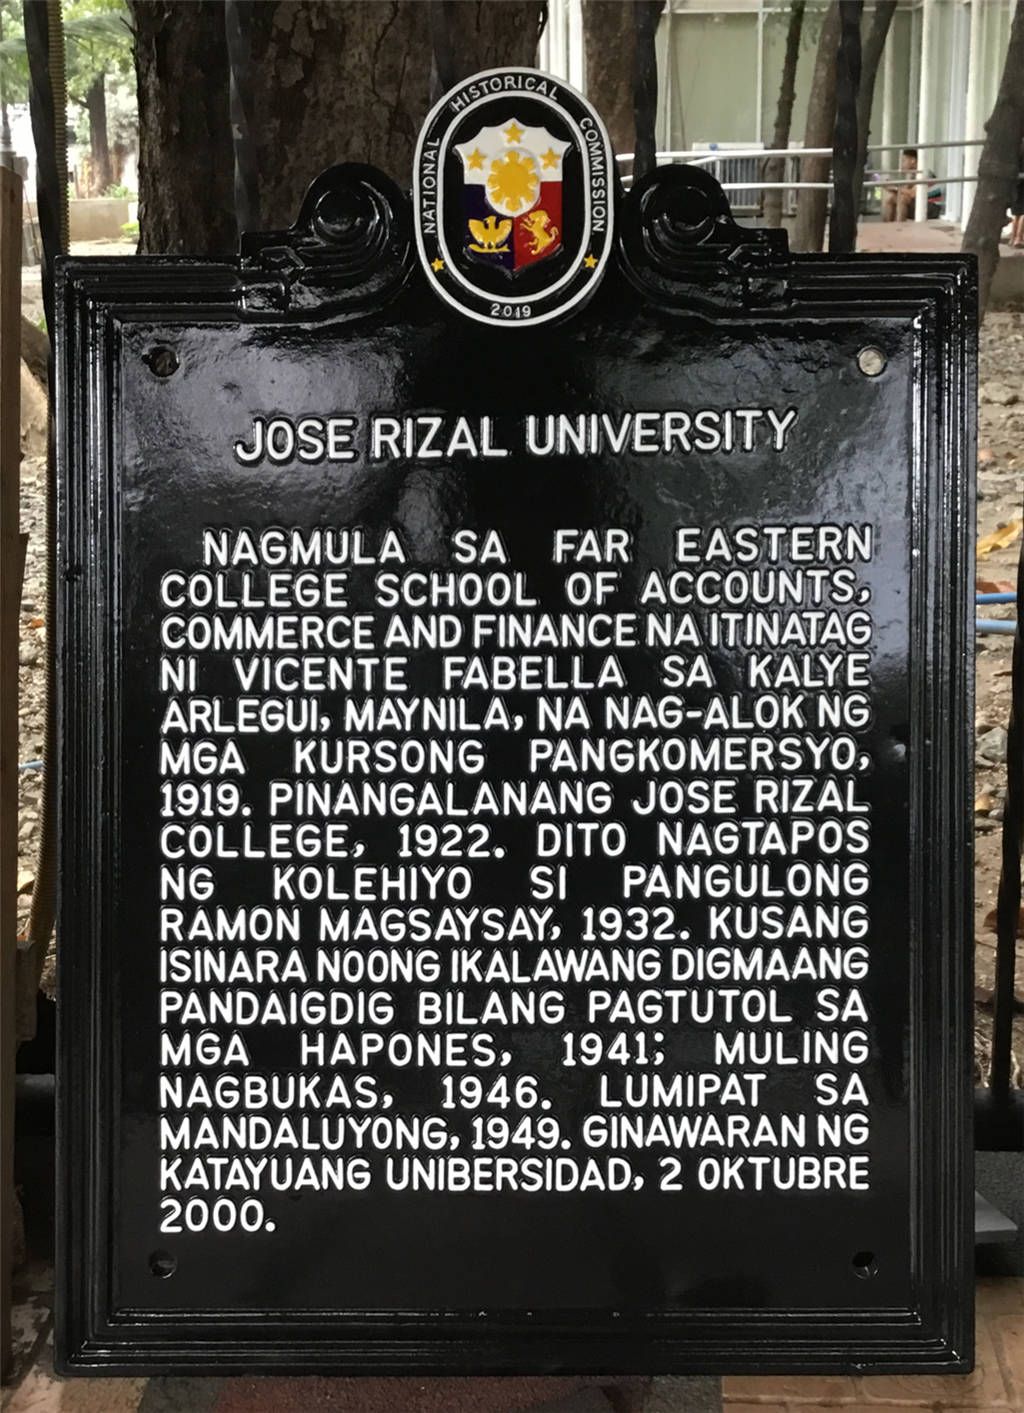 NATIONAL HISTORICAL COMMISSION
2019
JOSE RIZAL UNIVERSITY
NAGMULA SA FAR EASTERN
COLLEGE SCHOOL OF ACCOUNTS,
COMMERCE AND FINANCE NA ITINATAG
NI VICENTE FABELLA SA KALYE
ARLEGUI, MAYNILA, NA NAG-ALOK NG
MGA KURSONG PANGKOMERSYO,
1919. PINANGALANANG JOSE RIZAL
COLLEGE, 1922. DITO NAGTAPOS
NG KOLEHIYO SI PANGULONG
RAMON MAGSAYSAY, 1932. KUSANG
ISINARA NOONG IKALAWANG DIGMAANG
PANDAIGDIG BILANG PAGTUTOL SA
MGA HAPONES, 1941; MULING
NAGBUKAS, 1946. LUMIPAT SA
MANDALUYONG, 1949. GINAWARAN NG
KATAYUANG UNIBERSIDAD, 2 OKTUBRE
2000.